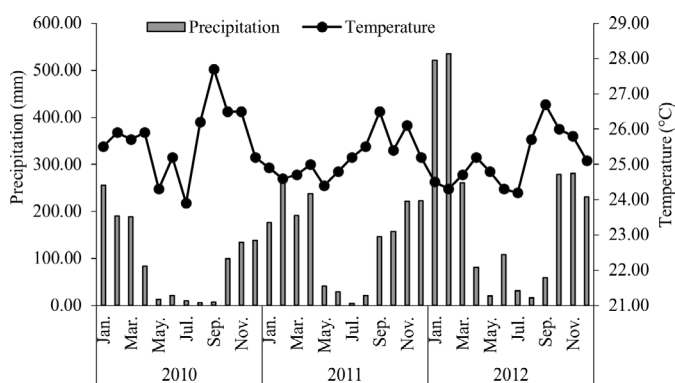 Precipitation
Temperature
Precipitation (mm)
600.00
500.00
400.00
300.00
200.00
100.00
0.00
29.00
28.00
27.00
26.00
25.00
24.00
23.00
22.00
21.00
Temperature (°C)
Jan.
Mar.
May.
Jul.
Sep.
Nov.
Jan.
Mar.
May.
Jul.
Sep.
Nov.
Jan.
Mar.
May.
Jul.
Sep.
Nov.
2010
2011
2012